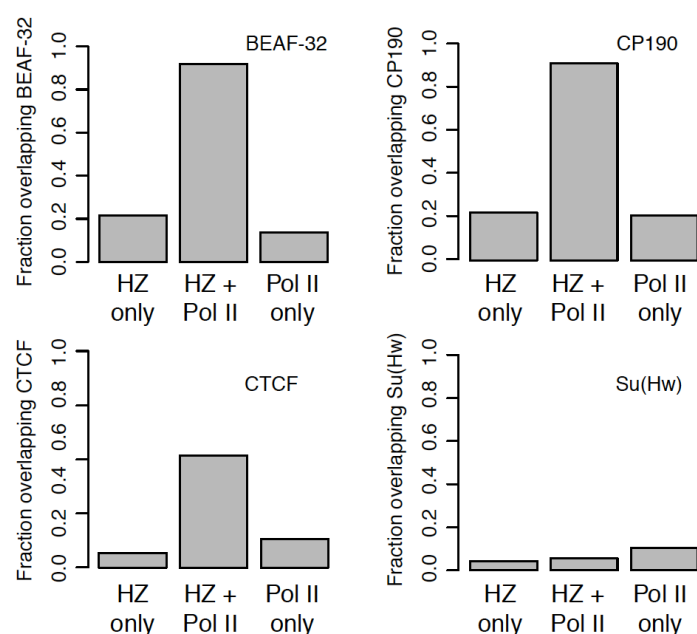 Fraction overlapping BEAF-32
0.0 0.2 0.4 0.6 0.8 1.0
BEAF-32
HZ only
HZ + Pol II
Pol II only
Fraction overlapping CP190
0.0 0.2 0.4 0.6 0.8 1.0
CP190
HZ only
HZ + Pol II
Pol II only
Fraction overlapping CTCF
0.0 0.2 0.4 0.6 0.8 1.0
CTCF
HZ only
HZ + Pol II
Pol II only
Fraction overlapping Su(Hw)
0.0 0.2 0.4 0.6 0.8 1.0
Su(Hw)
HZ only
HZ + Pol II
Pol II only